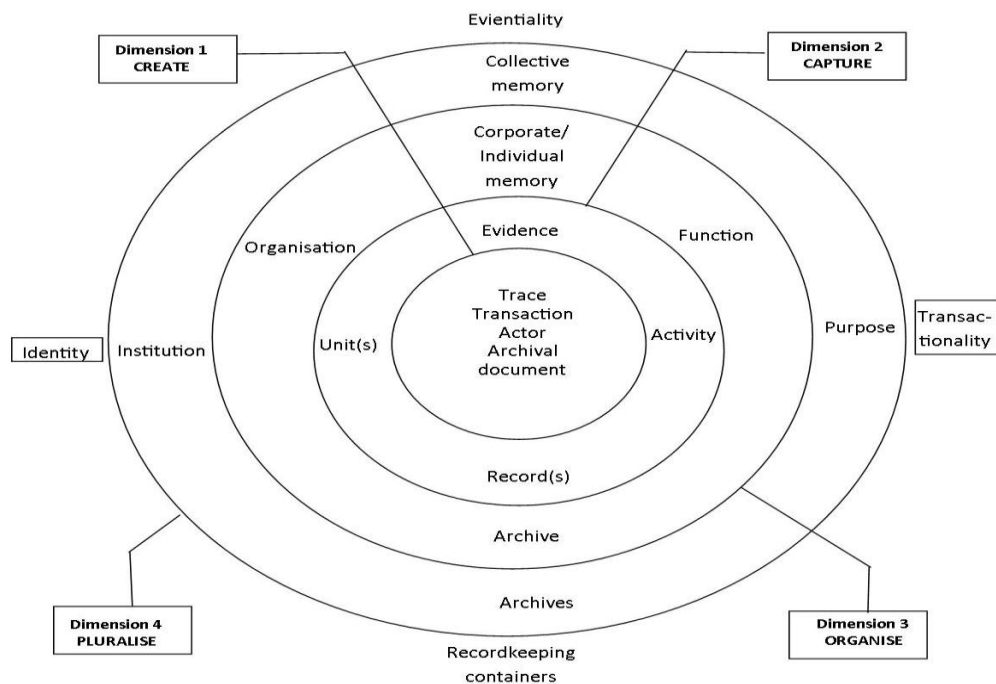 Evientiality
Dimension 1
CREATE
Dimension 2
CAPTURE
Collective
memory
Corporate/
Individual
memory
Evidence
Organisation
Function
Trace
Transaction
Actor
Archival
document
Unit(s)
Activity
Institution
Purpose
Identity
Transac-
tionality
Record(s)
Archive
Archives
Dimension 4
PLURALISE
Dimension 3
ORGANISE
Recordkeeping
containers